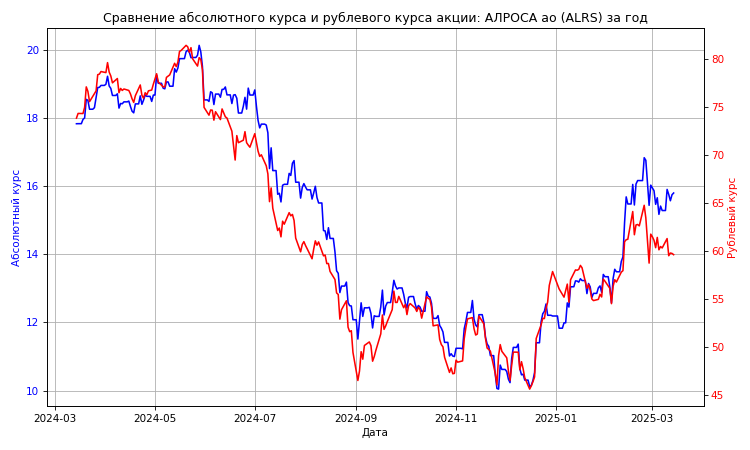 Сравнение абсолютного курса и рублевого курса акции: АЛРОСА ао (ALRS) за год
Абсолютный курс
20
18
16
14
12
10
80
75
70
65
60
55
50
45
Рублевый курс
2024-03 2024-05 2024-07 2024-09 2024-11 2025-01 2025-03
Дата